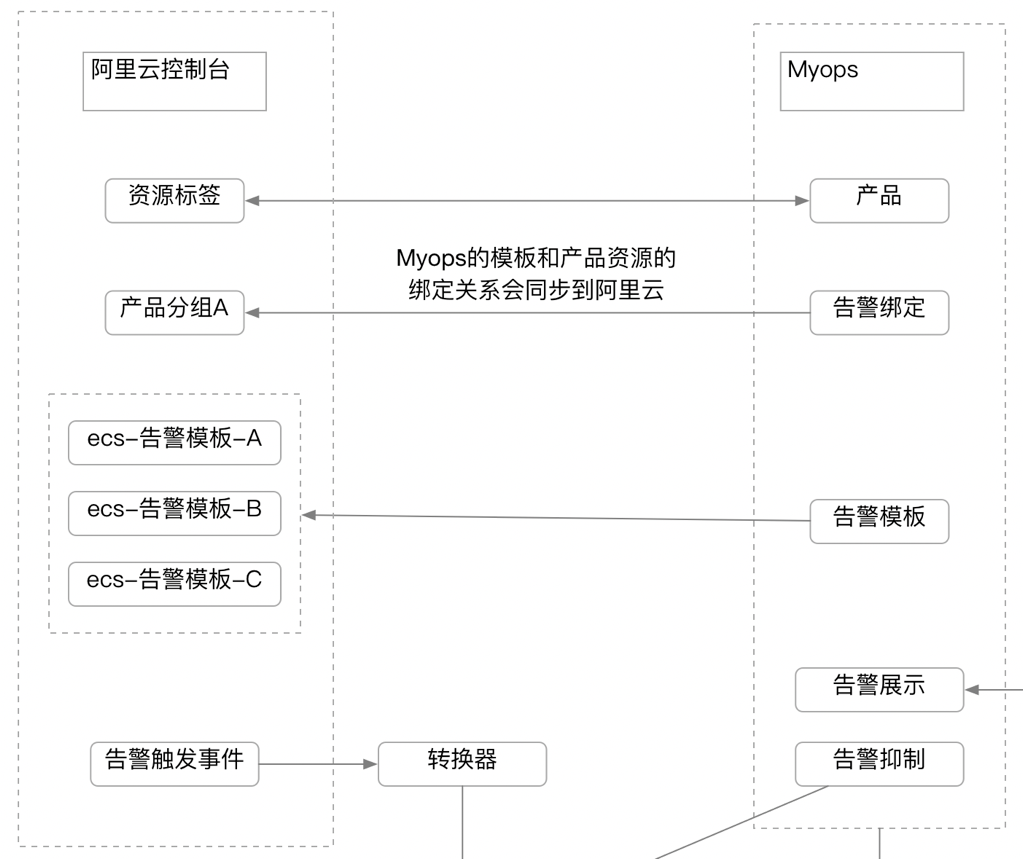 阿里云控制台
Myops
资源标签
产品
Myops的模板和产品资源的
绑定关系会同步到阿里云
产品分组A
告警绑定
ecs-告警模板-A
ecs-告警模板-B
ecs-告警模板-C
告警模板
告警展示
告警触发事件
转换器
告警抑制